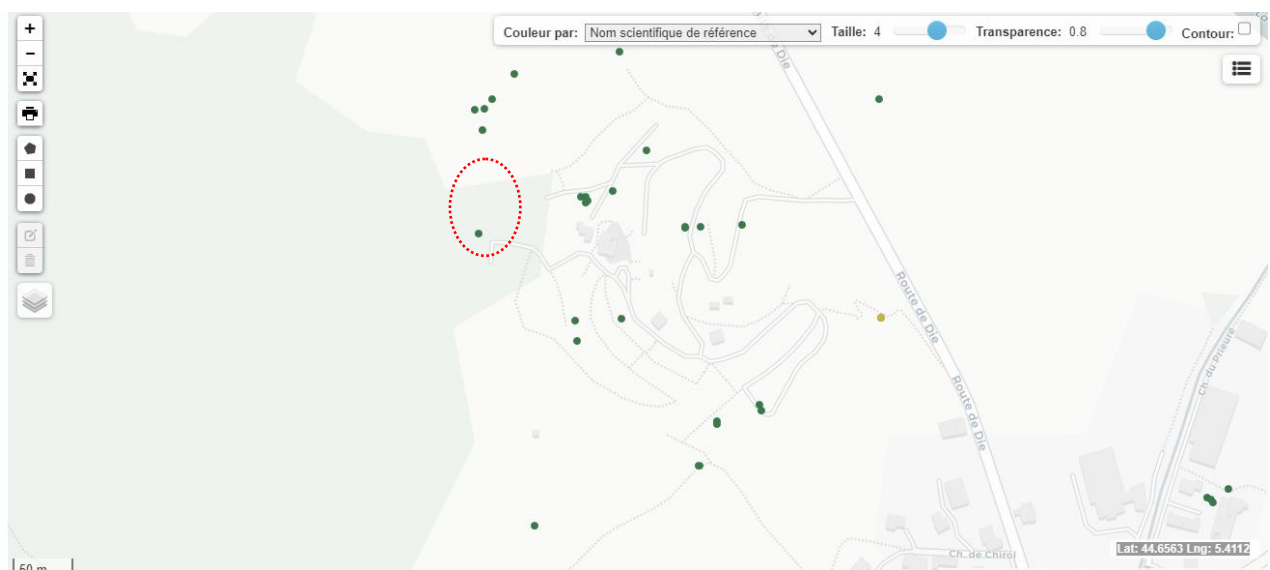 +
Couleur par: Nom scientifique de référence Taille: 4 Transparence: 0.8 Contour:
−
Route de Die
Route de Die
Ch. du Prieuré
Lat: 44.6563 Lng: 5.4112
Ch. de Chirol
50 m